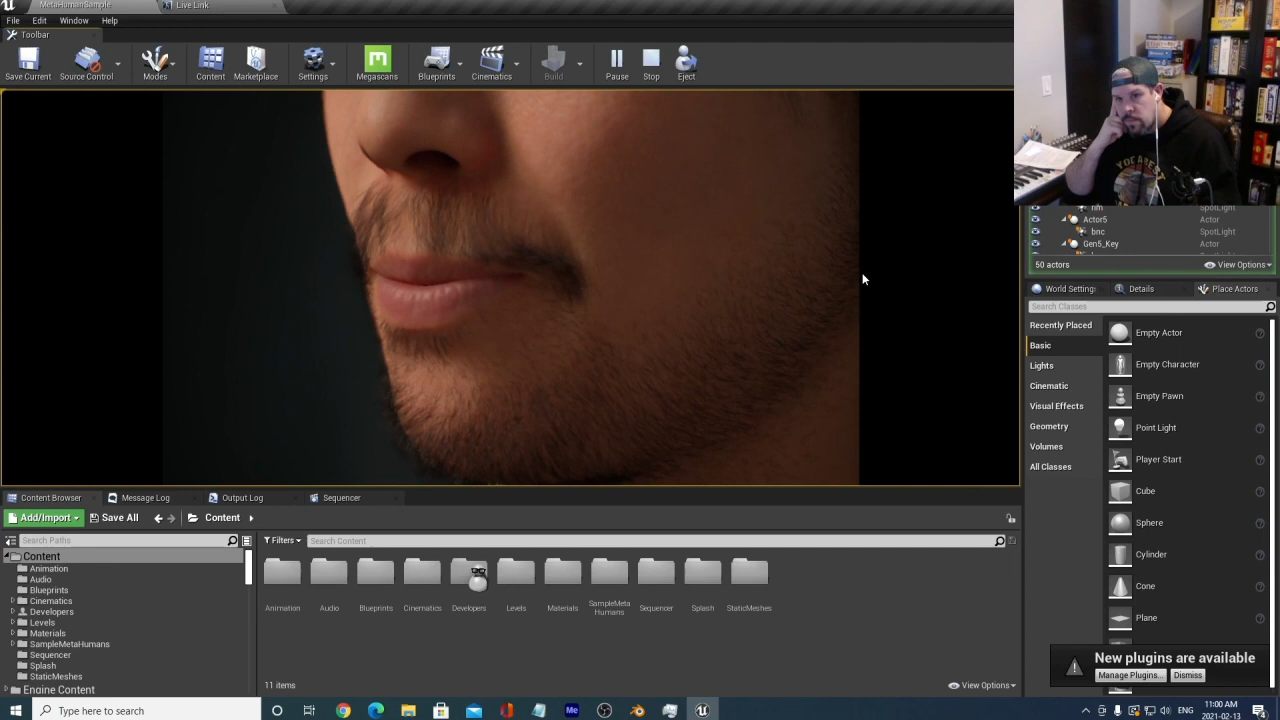 MetaHumanSample
Live Link
File Edit Window Help
Toolbar
Save Current Source Control Modes Content Marketplace Settings Megascans Blueprints Cinematics Build Pause Stop Eject
rim SpotLight
Actor5 Actor
bnc SpotLight
Gen5_Key Actor
50 actors View Options
World Setting Details Place Actors
Search Classes
Recently Placed
Basic
Lights
Cinematic
Visual Effects
Geometry
Volumes
All Classes
Empty Actor
Empty Character
Empty Pawn
Point Light
Player Start
Cube
Sphere
Cylinder
Cone
Plane
Content Browser Message Log Output Log Sequencer
Add/Import Save All Content
Search Paths
Filters Search Content
Content
Animation
Audio
Blueprints
Cinematics
Developers
Levels
Materials
SampleMetaHumans
Sequencer
Splash
StaticMeshes
Engine Content
Animation Audio Blueprints Cinematics Developers Levels Materials SampleMeta Sequencer Splash StaticMeshes
Humans
11 items View Options
New plugins are available
Manage Plugins... Dismiss
Type here to search
11:00 AM
2021-02-13